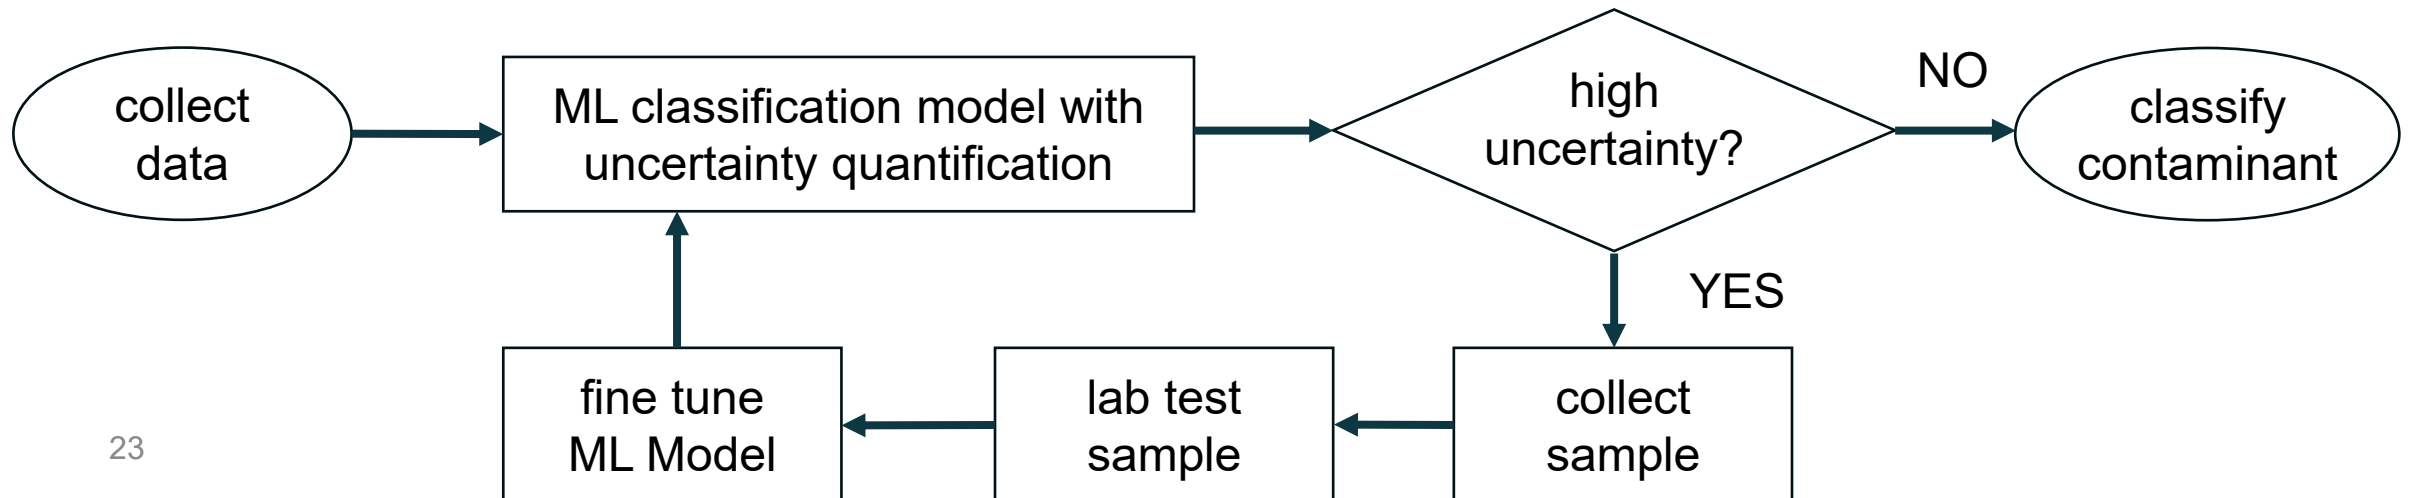 collect
data
ML classification model with
uncertainty quantification
high
uncertainty?
NO
classify
contaminant
YES
collect
sample
lab test
sample
fine tune
ML Model
23